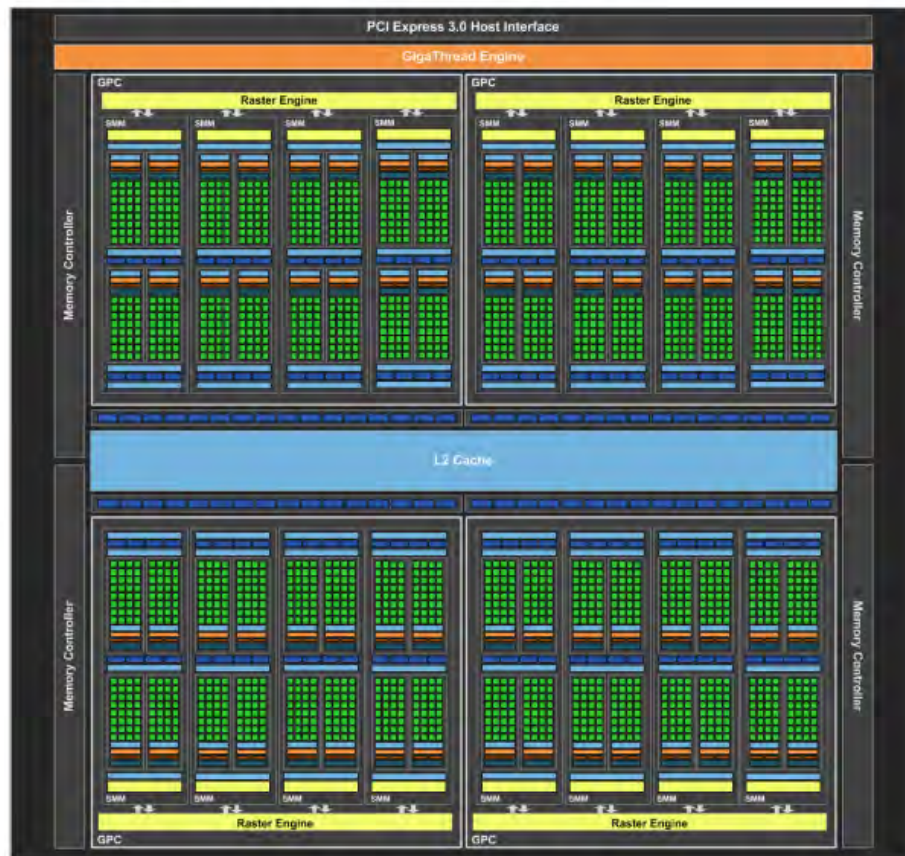 PCI Express 3.0 Host Interface
GigaThread Engine
GPC
GPC
Raster Engine
Raster Engine
SMM
SMM
SMM
SMM
SMM
SMM
SMM
SMM
Memory Controller
Memory Controller
L2 Cache
Memory Controller
Memory Controller
SMM
SMM
SMM
SMM
SMM
SMM
SMM
SMM
Raster Engine
Raster Engine
GPC
GPC